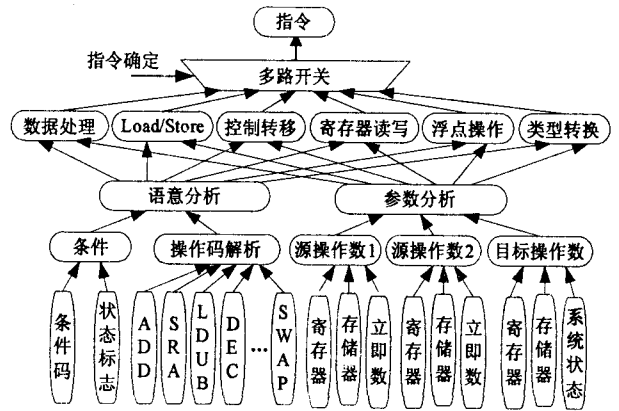 指令
指令确定
多路开关
数据处理 Load/Store 控制转移 寄存器读写 浮点操作 类型转换
语意分析 参数分析
条件 操作码解析 源操作数1 源操作数2 目标操作数
条件码 状态标志 ADD SRA LDUB DEC ... SWAP 寄存器 存储器 立即数 寄存器 存储器 立即数 寄存器 存储器 系统状态